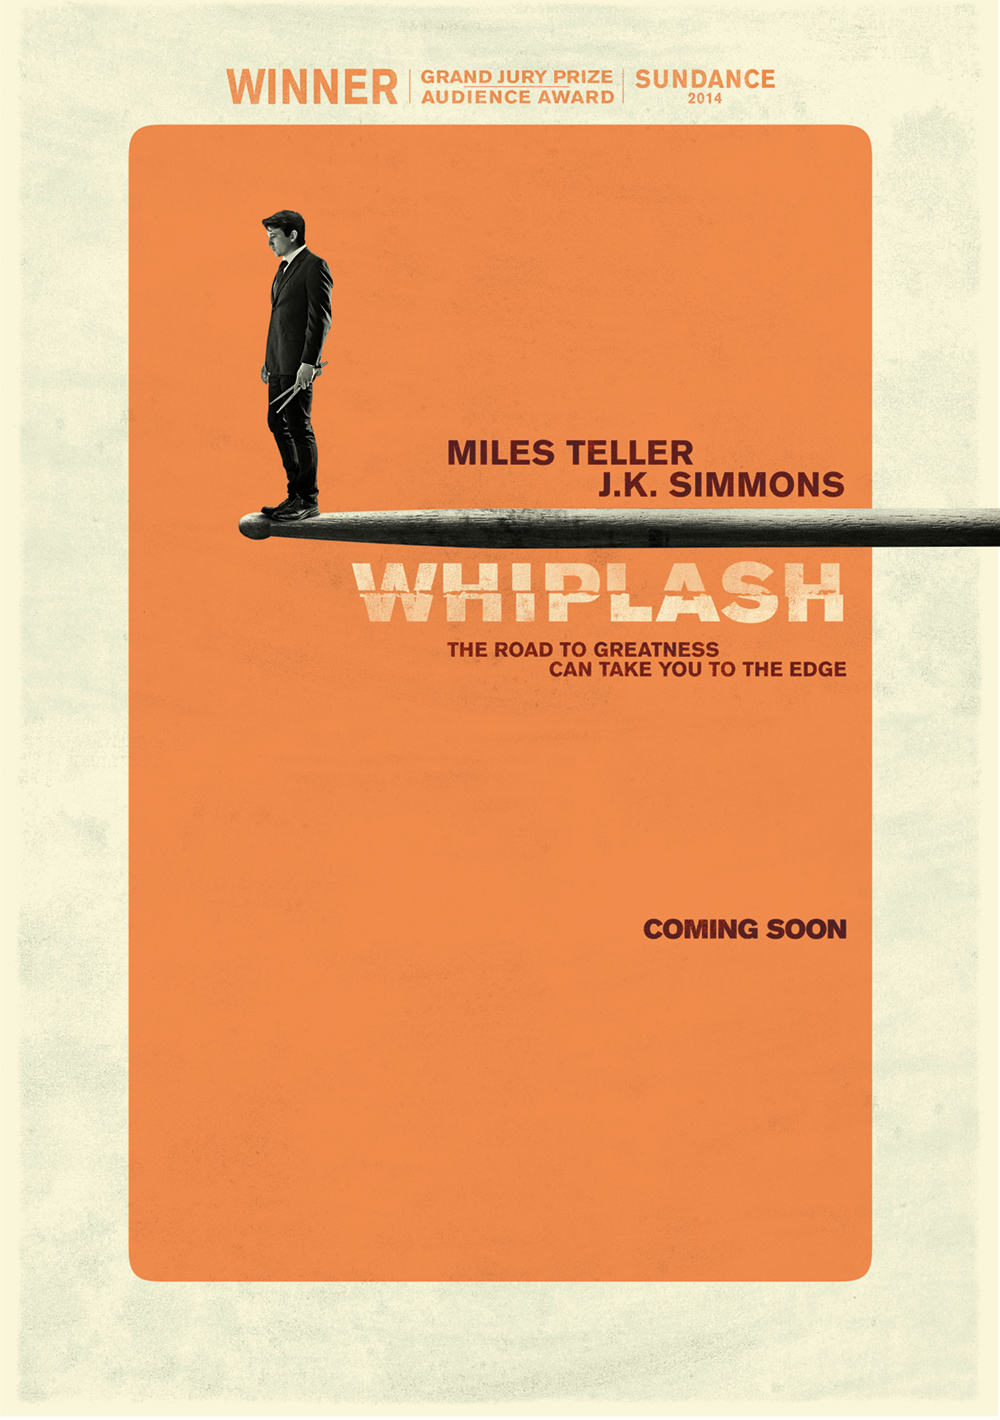 WINNER
GRAND JURY PRIZE
AUDIENCE AWARD
SUNDANCE
2014
MILES TELLER
J.K. SIMMONS
WHIPLASH
THE ROAD TO GREATNESS
CAN TAKE YOU TO THE EDGE
COMING SOON